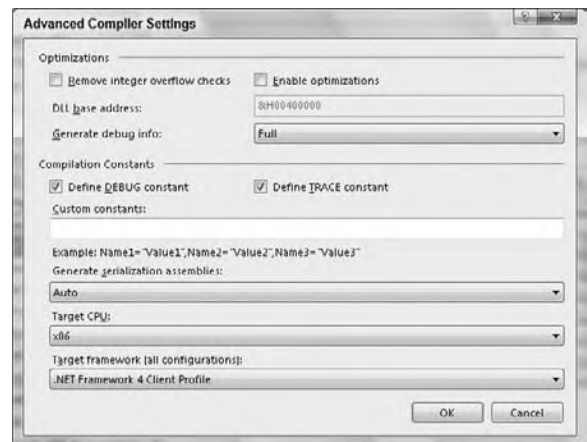 Advanced Compiler Settings
Optimizations
Remove integer overflow checks
Enable optimizations
DLL base address:
&H00400000
Generate debug info:
Full
Compilation Constants
Define DEBUG constant
Define TRACE constant
Custom constants:
Example: Name1="Value1",Name2="Value2",Name3="Value3"
Generate serialization assemblies:
Auto
Target CPU:
x86
Target framework (all configurations):
.NET Framework 4 Client Profile
OK
Cancel